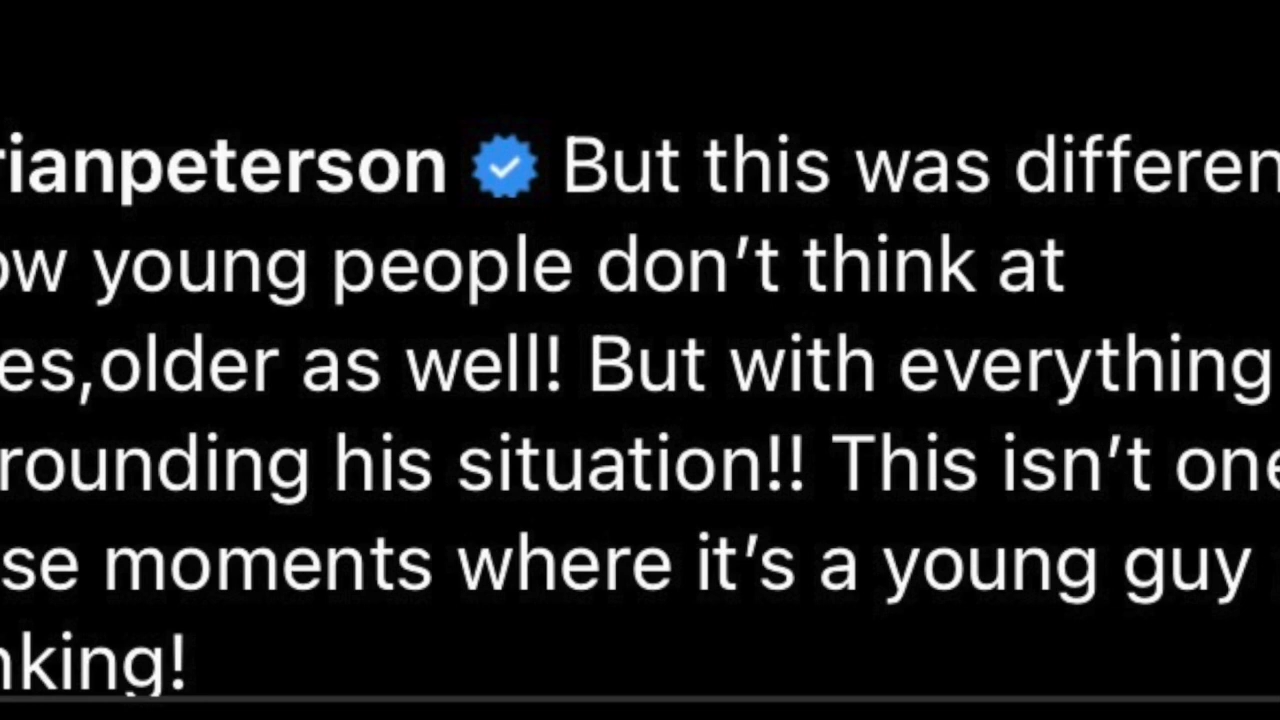 rianpeterson But this was differen
ow young people don’t think at
es,older as well! But with everything
rounding his situation!! This isn’t one
se moments where it’s a young guy
nking!